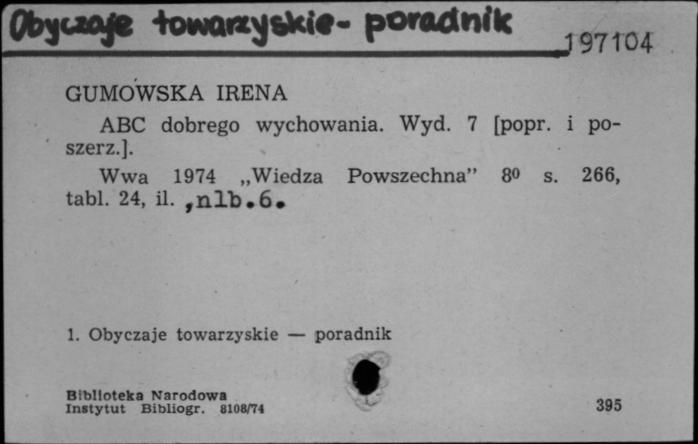 Obyczaje towarzyskie- poradnik
197104
GUMOWSKA IRENA
ABC dobrego wychowania. Wyd. 7 [popr. i po-
szerz.].
Wwa 1974 „Wiedza Powszechna” 8º s. 266,
tabl. 24, il. ,nlb.6.
1. Obyczaje towarzyskie — poradnik
Biblioteka Narodowa
Instytut Bibliogr. 8108/74
395